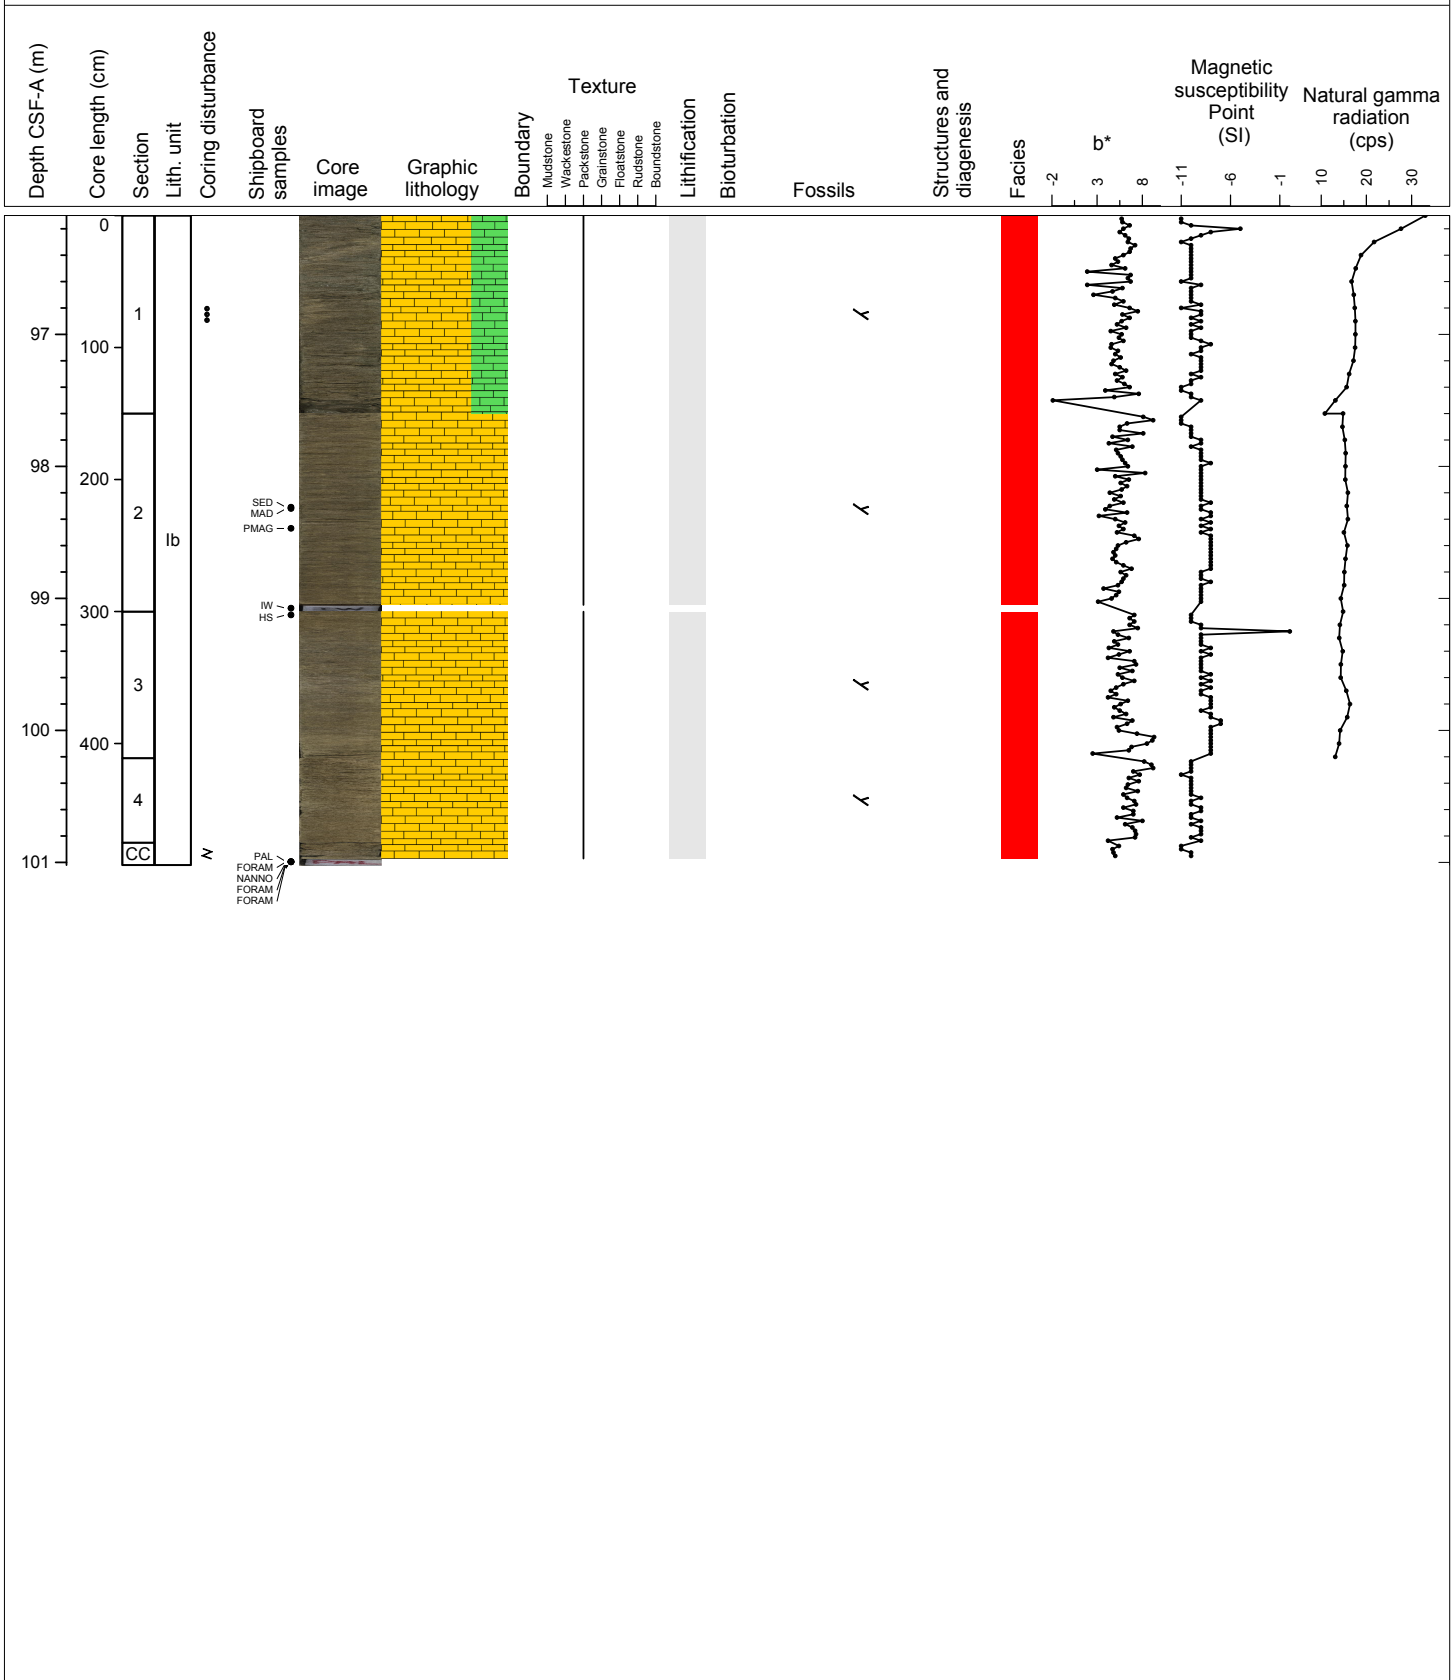 Depth CSF-A (m)
Core length (cm)
Section
Lith. unit
Coring disturbance
Shipboard
samples
Core
image
Graphic
lithology
Boundary
Texture
Mudstone
Wackestone
Packstone
Grainstone
Floatstone
Rudstone
Boundstone
Lithification
Bioturbation
Fossils
Structures and
diagenesis
Facies
b*
-2
3
8
Magnetic
susceptibility
Point
(SI)
-11
-6
-1
Natural gamma
radiation
(cps)
10
20
30
97
98
99
100
101
0
100
200
300
400
1
2
3
4
CC
Ib
SED
MAD
PMAG
IW
HS
PAL
FORAM
NANNO
FORAM
FORAM